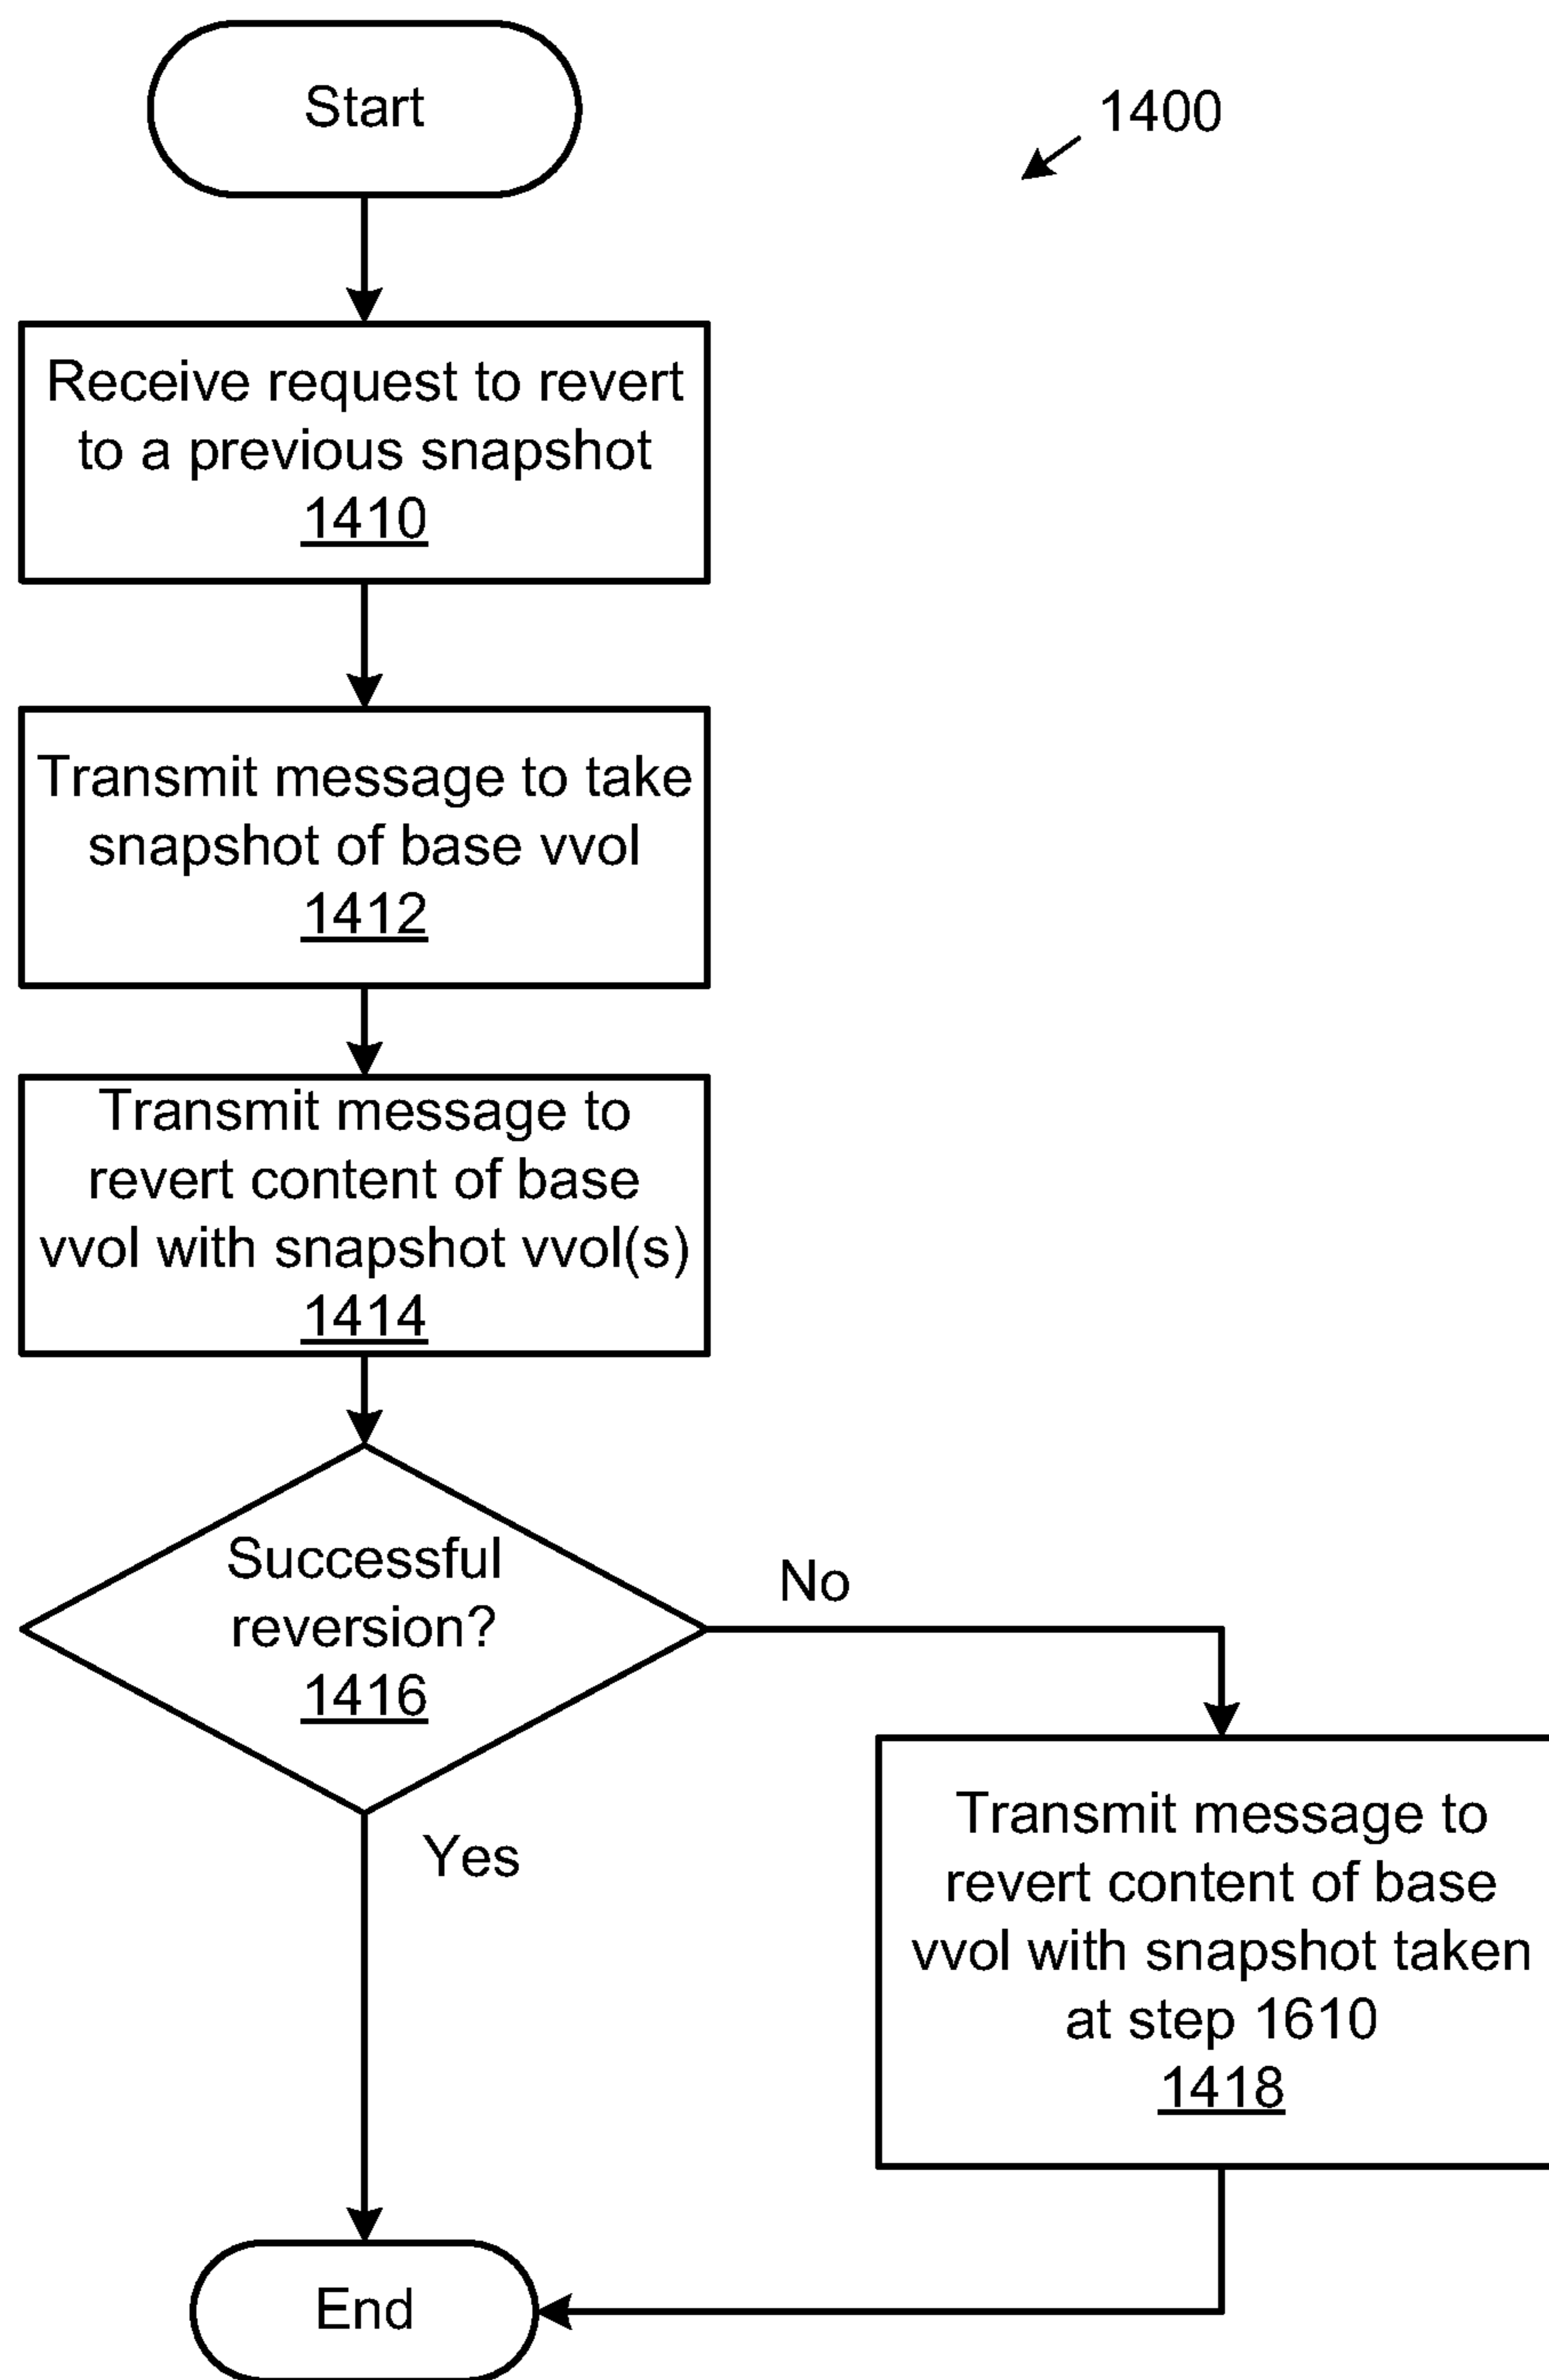 Start
1400
Receive request to revert
to a previous snapshot
1410
Transmit message to take
snapshot of base vvol
1412
Transmit message to
revert content of base
vvol with snapshot vvol(s)
1414
Successful
reversion?
1416
No
Yes
Transmit message to
revert content of base
vvol with snapshot taken
at step 1610
1418
End